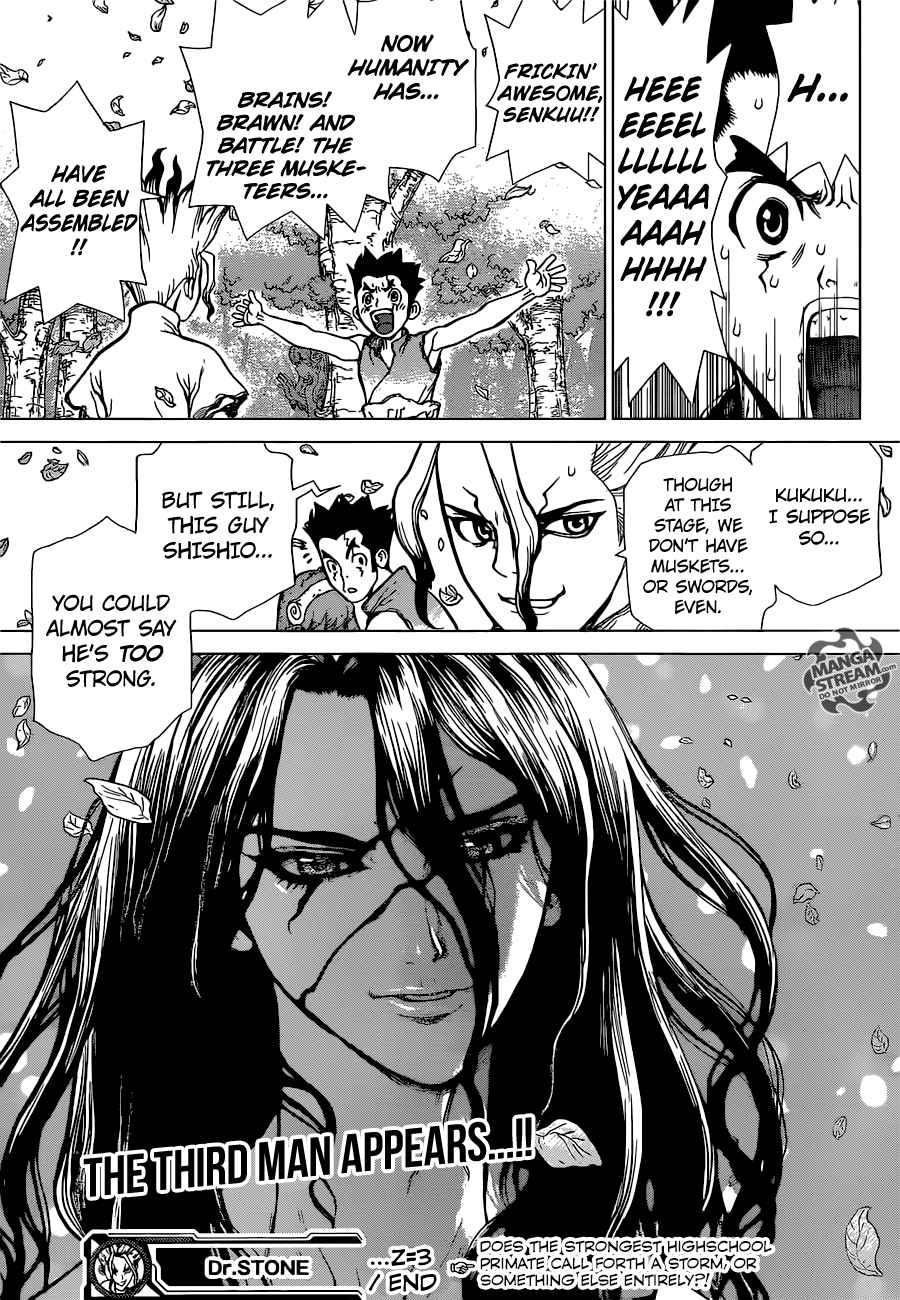 H...
HEEE
EEEEEL
LLLLLL
YEAAA
AAAAH
HHHH
!!!
FRICKIN'
AWESOME,
SENKUU!!
NOW
HUMANITY
HAS...
BRAINS!
BRAWN! AND
BATTLE! THE
THREE MUSKE-
TEERS...
HAVE
ALL BEEN
ASSEMBLED
!!
KUKUKU...
I SUPPOSE
SO...
THOUGH
AT THIS
STAGE, WE
DON'T HAVE
MUSKETS...
OR SWORDS,
EVEN.
BUT STILL,
THIS GUY
SHISHIO...
YOU COULD
ALMOST SAY
HE'S TOO
STRONG.
MANGA
STREAM.com
DO NOT MIRROR
THE THIRD MAN APPEARS...!!
Dr.STONE
...Z=3
/ END
DOES THE STRONGEST HIGHSCHOOL
PRIMATE CALL FORTH A STORM, OR
SOMETHING ELSE ENTIRELY?!